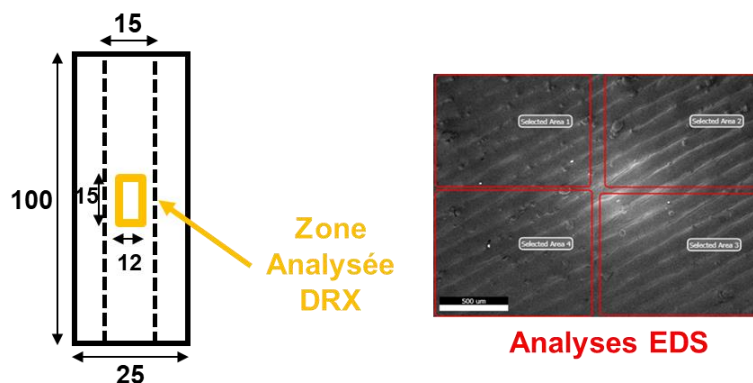 15
100
15
12
25
Zone
Analysée
DRX
Selected Area 1
Selected Area 2
Selected Area 4
Selected Area 3
500 um
Analyses EDS